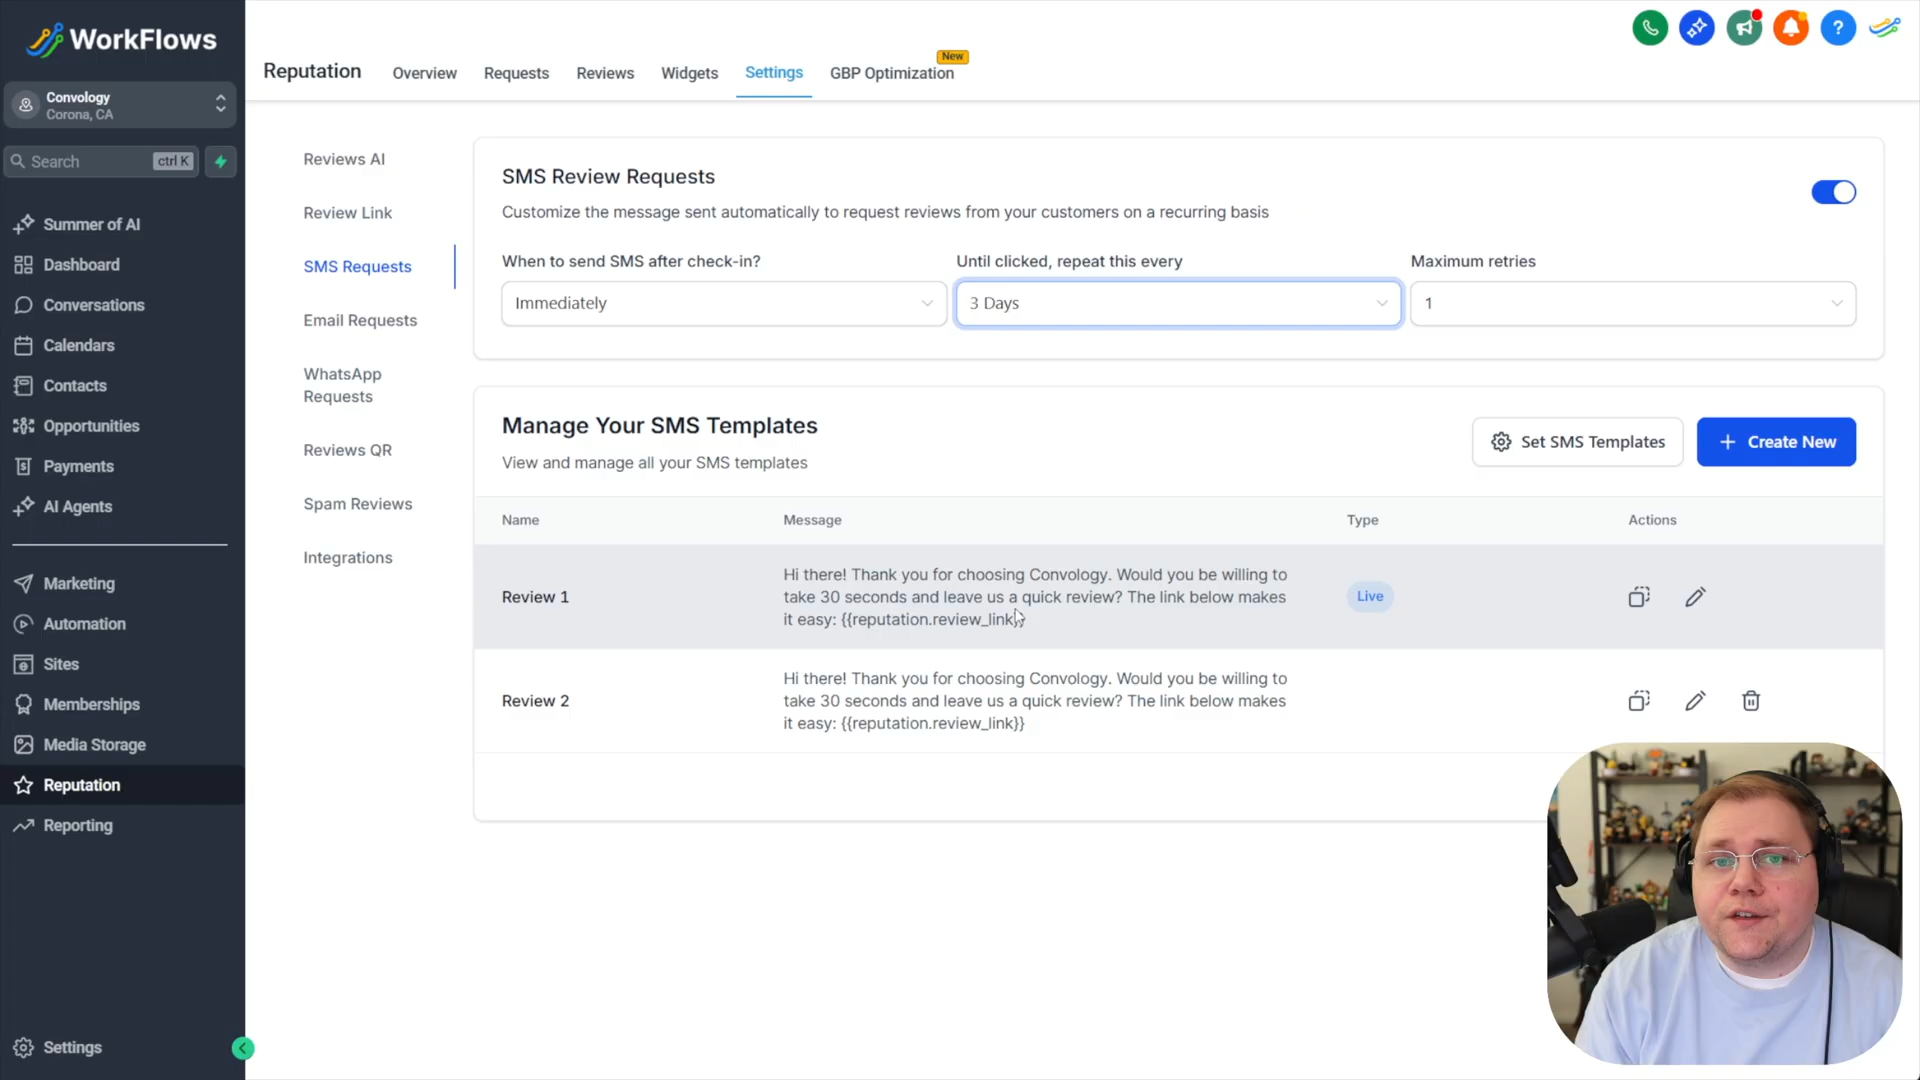 WorkFlows
Convology
Corona, CA
Search
ctrl K
Summer of AI
Dashboard
Conversations
Calendars
Contacts
Opportunities
Payments
AI Agents
Marketing
Automation
Sites
Memberships
Media Storage
Reputation
Reporting
Settings
Reputation
Overview
Requests
Reviews
Widgets
Settings
GBP Optimization
New
?
Reviews AI
Review Link
SMS Requests
Email Requests
WhatsApp
Requests
Reviews QR
Spam Reviews
Integrations
SMS Review Requests
Customize the message sent automatically to request reviews from your customers on a recurring basis
When to send SMS after check-in?
Immediately
Until clicked, repeat this every
3 Days
Maximum retries
1
Manage Your SMS Templates
View and manage all your SMS templates
Set SMS Templates
+ Create New
Name
Message
Type
Actions
Review 1
Hi there! Thank you for choosing Convology. Would you be willing to
take 30 seconds and leave us a quick review? The link below makes
it easy: {{reputation.review_link}}
Live
Review 2
Hi there! Thank you for choosing Convology. Would you be willing to
take 30 seconds and leave us a quick review? The link below makes
it easy: {{reputation.review_link}}